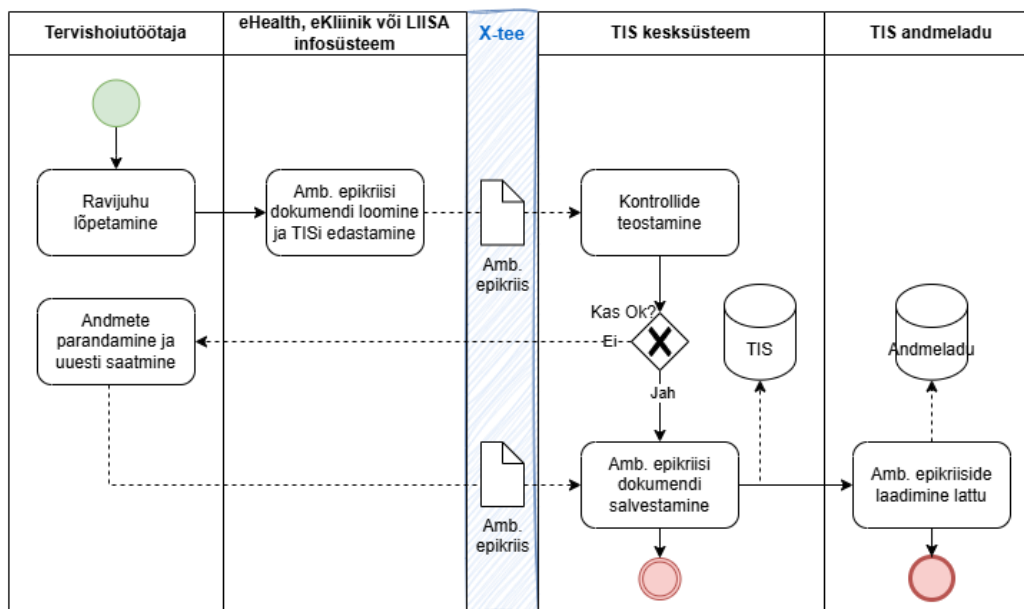 Tervishoiutöötaja
eHealth, eKliinik või LIISA
infosüsteem
X-tee
TIS kesksüsteem
TIS andmeladu
Ravijuhu
lõpetamine
Amb. epikriisi
dokumendi loomine
ja TISi edastamine
Amb.
epikriis
Kontrollide
teostamine
Andmete
parandamine ja
uuesti saatmine
Kas Ok?
Ei
Jah
TIS
Andmeladu
Amb.
epikriis
Amb. epikriisi
dokumendi
salvestamine
Amb. epikriiside
laadimine lattu